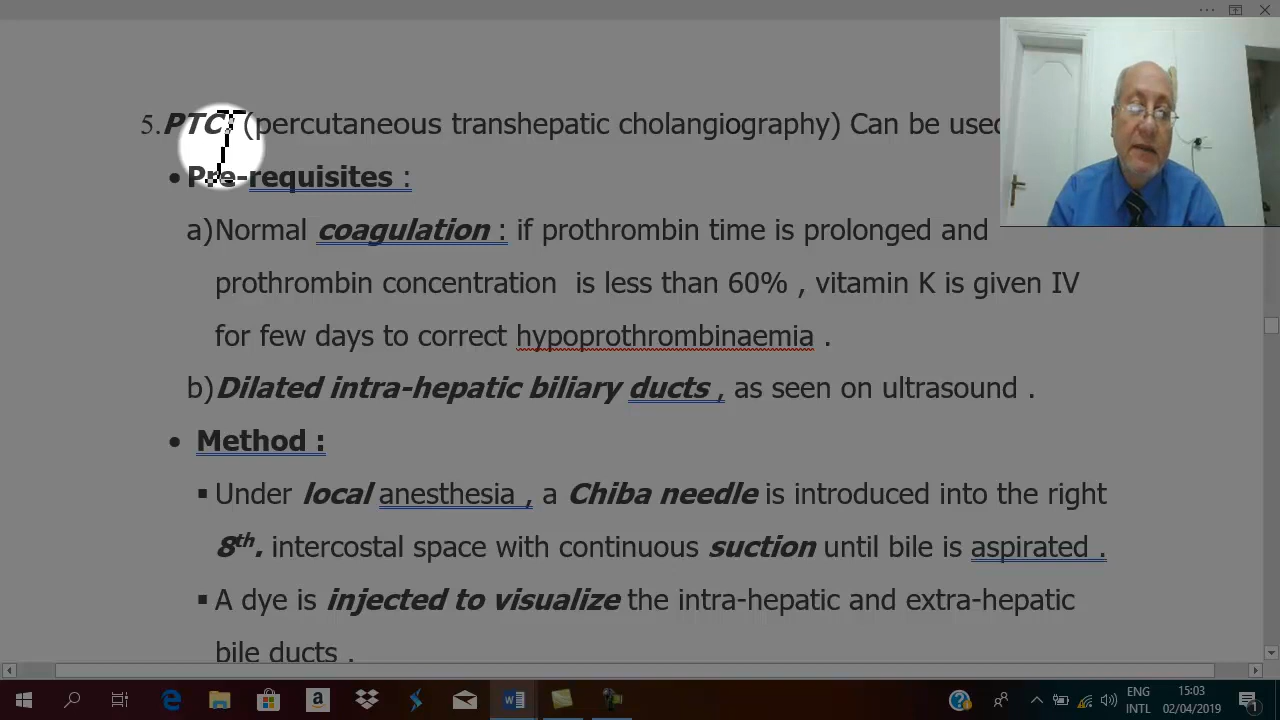 5. PTC: (percutaneous transhepatic cholangiography) Can be used
• Pre-requisites :
a) Normal coagulation : if prothrombin time is prolonged and
prothrombin concentration is less than 60% , vitamin K is given IV
for few days to correct hypoprothrombinaemia .
b) Dilated intra-hepatic biliary ducts , as seen on ultrasound .
• Method :
▪ Under local anesthesia , a Chiba needle is introduced into the right
8th. intercostal space with continuous suction until bile is aspirated .
▪ A dye is injected to visualize the intra-hepatic and extra-hepatic
bile ducts .
ENG 15:03
INTL 02/04/2019